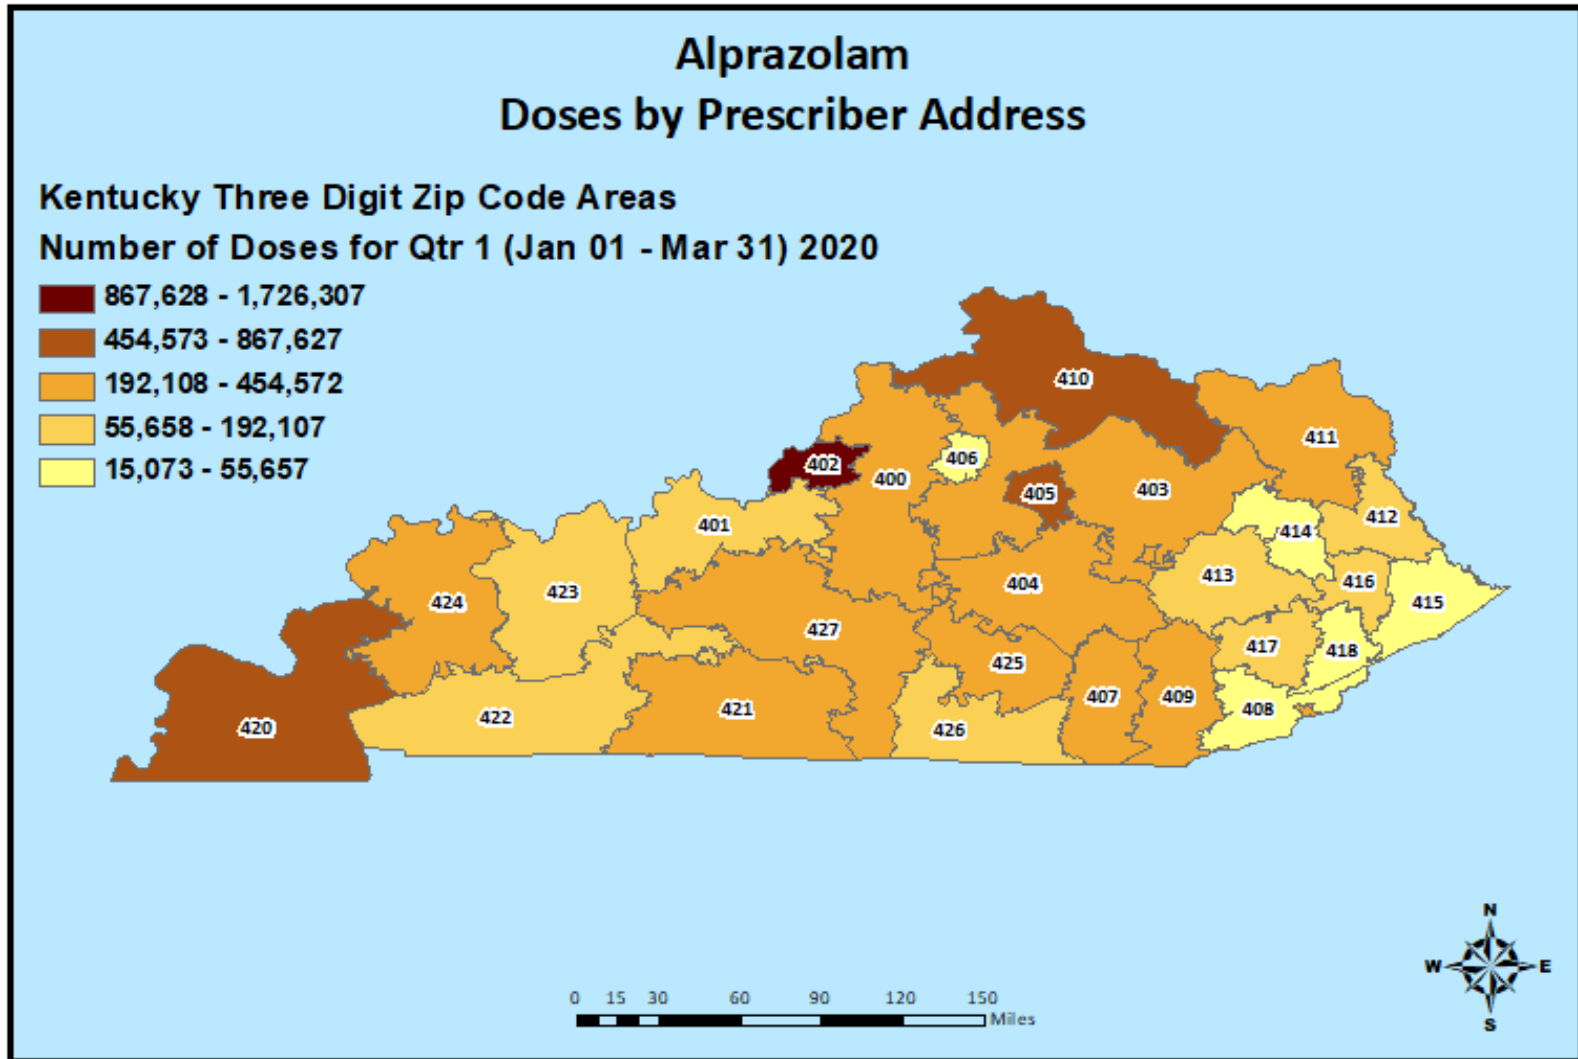 Alprazolam
Doses by Prescriber Address
Kentucky Three Digit Zip Code Areas
Number of Doses for Qtr 1 (Jan 01 - Mar 31) 2020
867,628 - 1,726,307
454,573 - 867,627
192,108 - 454,572
55,658 - 192,107
15,073 - 55,657
410
411
402
406
400
405
403
401
412
414
404
413
416
415
424
423
427
417
418
425
407
409
408
420
422
421
426
N
W E
S
0 15 30 60 90 120 150
Miles